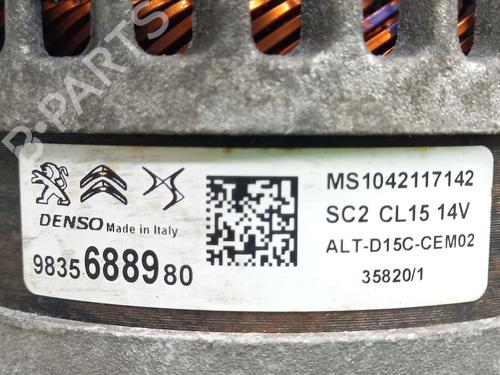 B-PARTS
DENSO Made in Italy
9835688980
MS1042117142
SC2 CL15 14V
ALT-D15C-CEM02
35820/1